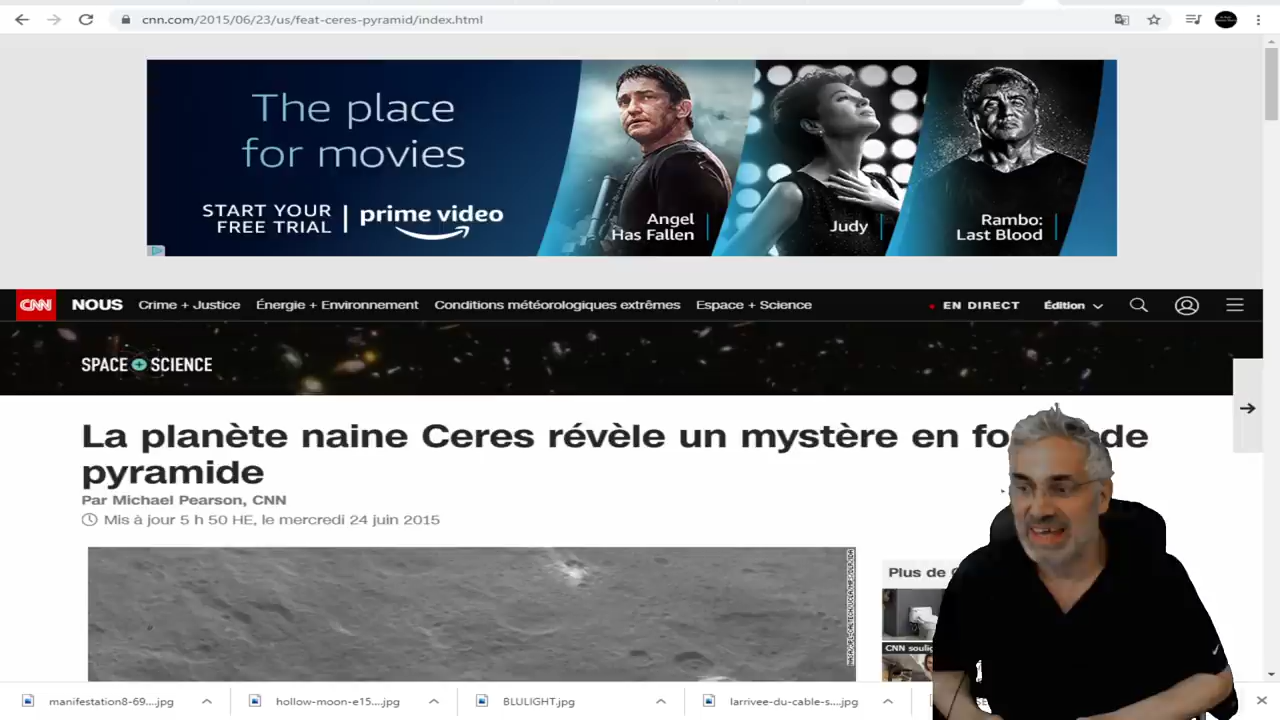 cnn.com/2015/06/23/us/feat-ceres-pyramid/index.html
The place
for movies
START YOUR
FREE TRIAL
prime video
Angel
Has Fallen
Judy
Rambo:
Last Blood
CNN NOUS Crime + Justice Énergie + Environnement Conditions météorologiques extrêmes Espace + Science EN DIRECT Édition
SPACE + SCIENCE
La planète naine Ceres révèle un mystère en fo de
pyramide
Par Michael Pearson, CNN
Mis à jour 5 h 50 HE, le mercredi 24 juin 2015
Plus de
CNN
manifestation8-69....jpg hollow-moon-e15....jpg BLULIGHT.jpg larrivee-du-cable-s....jpg